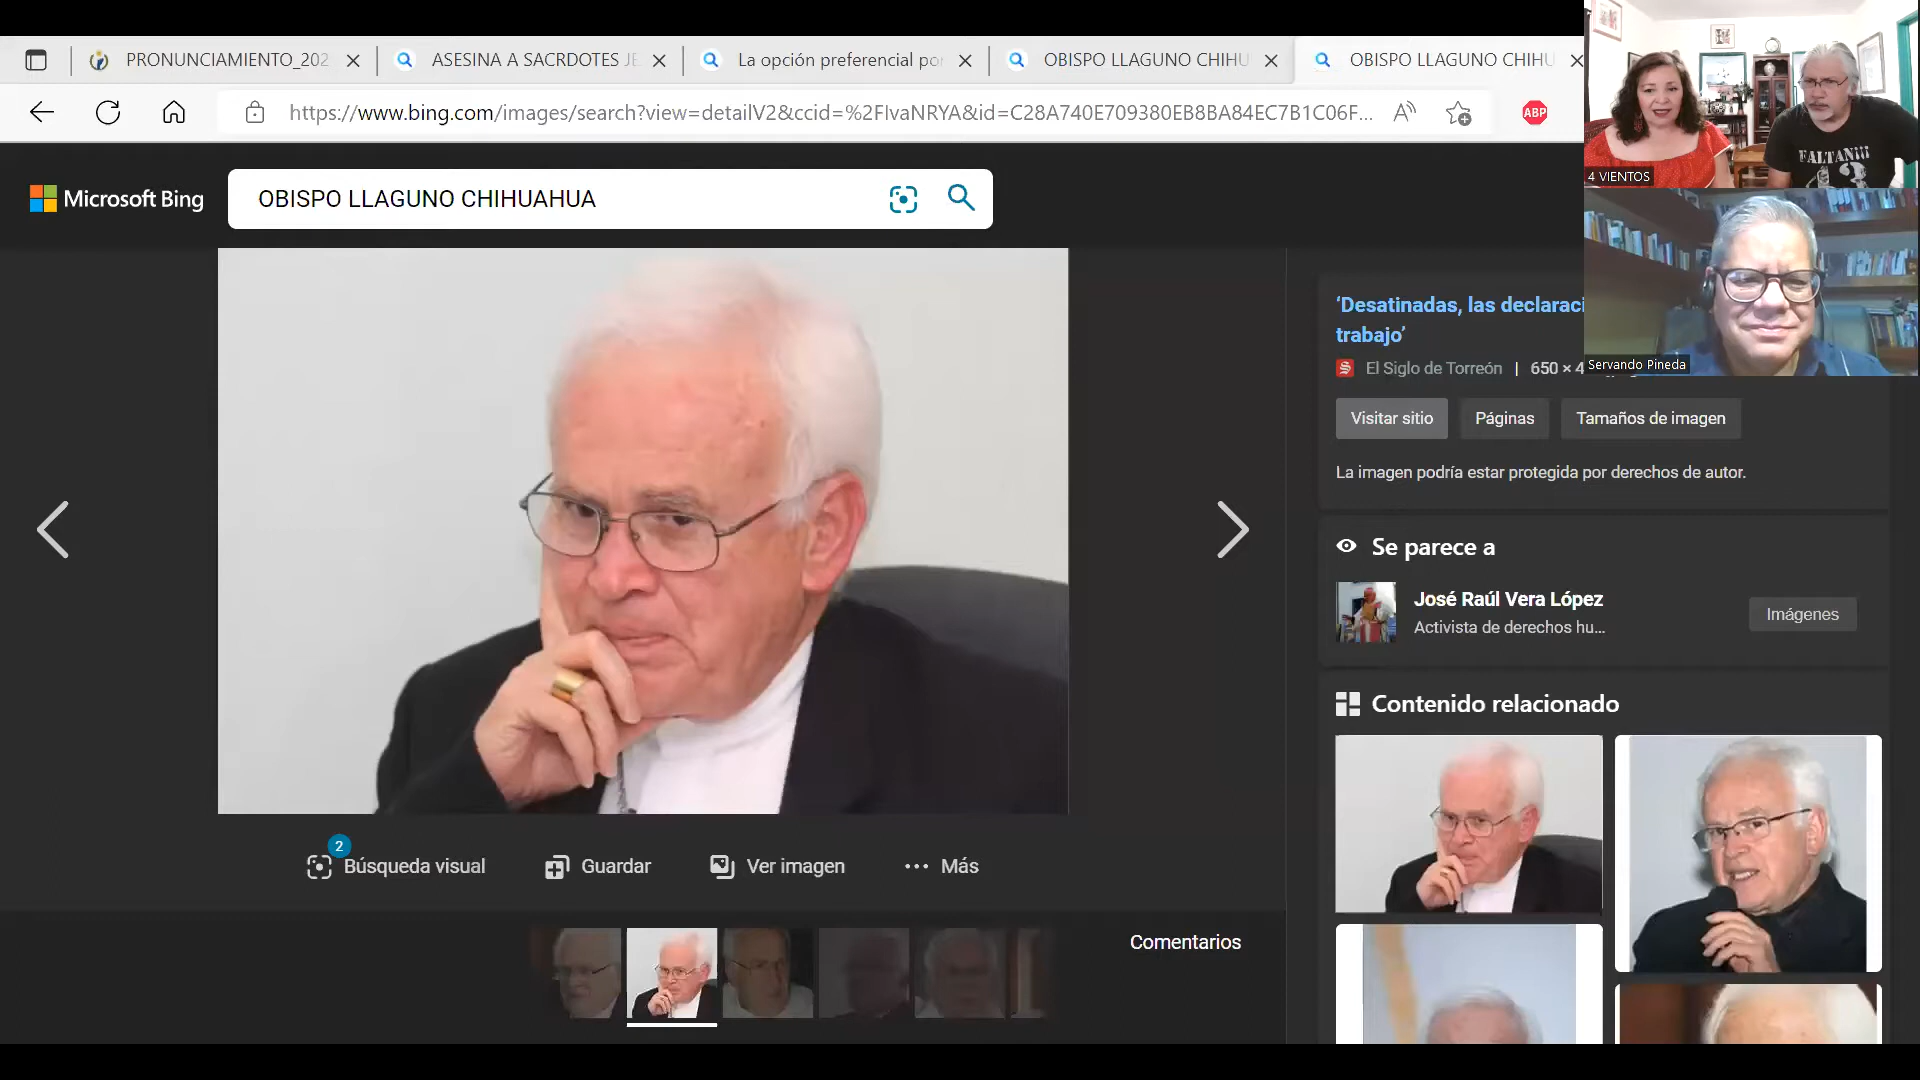 PRONUNCIAMIENTO_202
ASESINA A SACRDOTES JE
La opción preferencial po
OBISPO LLAGUNO CHIHU
OBISPO LLAGUNO CHIHU
https://www.bing.com/images/search?view=detailV2&ccid=%2FIvaNRYA&id=C28A740E709380EB8BA84EC7B1C06F...
ABP
Microsoft Bing
OBISPO LLAGUNO CHIHUAHUA
FALTAN!!!
43
4 VIENTOS
Servando Pineda
‘Desatinadas, las declaraci
trabajo’
El Siglo de Torreón | 650 × 4
Visitar sitio
Páginas
Tamaños de imagen
La imagen podría estar protegida por derechos de autor.
Se parece a
José Raúl Vera López
Activista de derechos hu...
Imágenes
Contenido relacionado
2
Búsqueda visual
Guardar
Ver imagen
Más
Comentarios